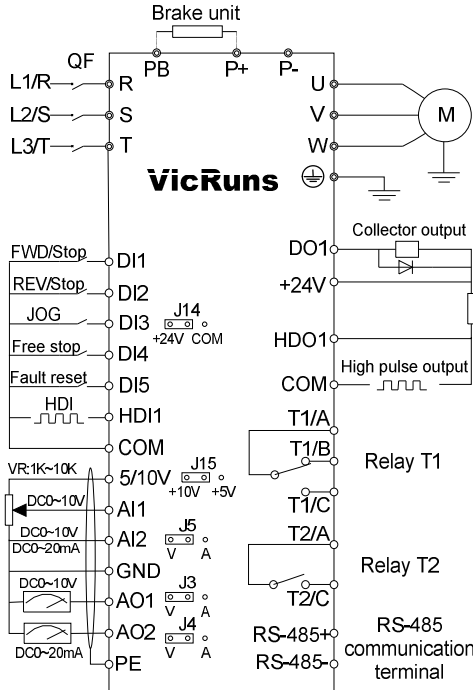 Brake unit
QF
PB P+ P-
L1/R R U
L2/S S V M
L3/T T W
VicRuns
Collector output
FWD/Stop DI1 DO1
REV/Stop DI2 +24V
JOG DI3 J14
+24V COM
Free stop DI4 HDO1
Fault reset DI5 COM High pulse output
HDI HDI1 T1/A
COM T1/B Relay T1
VR:1K~10K 5/10V J15
+10V +5V
DC0~10V AI1 T1/C
DC0~10V AI2 J5 T2/A
DC0~20mA V A
GND Relay T2
DC0~10V AO1 J3 T2/C
V A
AO2 J4 RS-485+ RS-485
DC0~20mA V A communication
PE RS-485- terminal